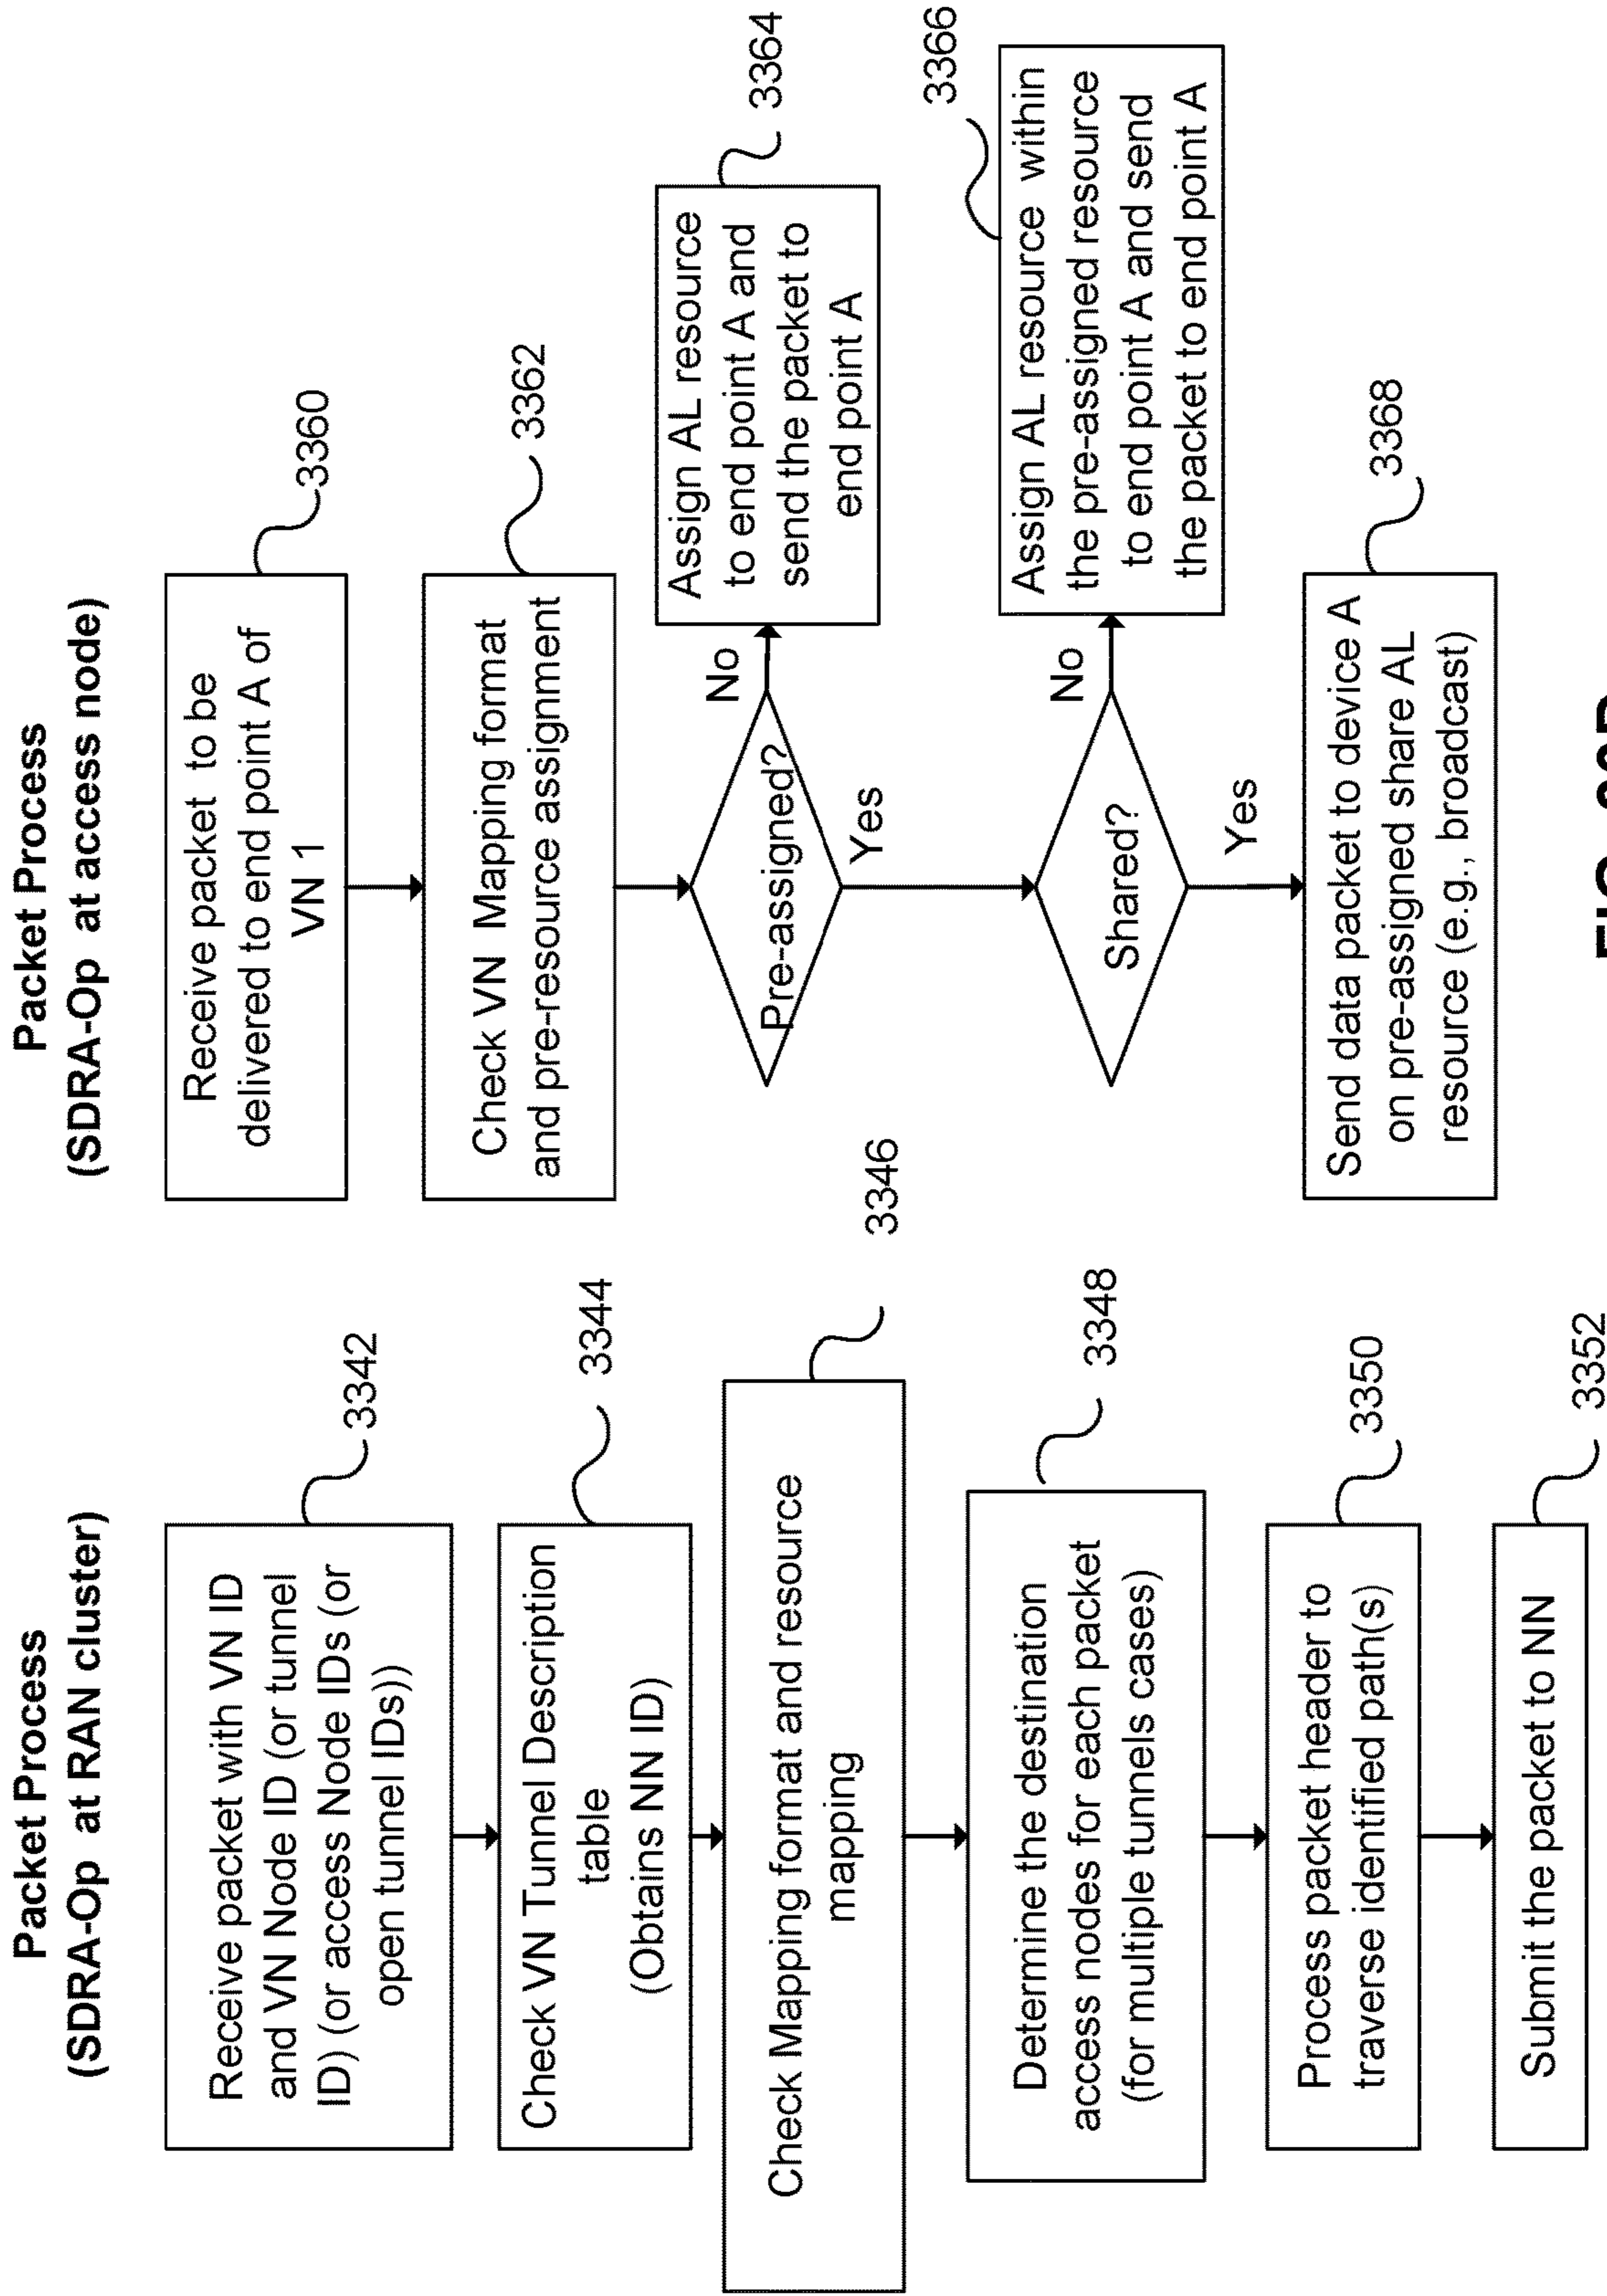 Packet Process
(SDRA-Op at RAN cluster)
Receive packet with VN ID
and VN Node ID (or tunnel
ID) (or access Node IDs (or
open tunnel IDs))
3342
Check VN Tunnel Description
table
(Obtains NN ID)
3344
Check Mapping format and resource
mapping
3346
Determine the destination
access nodes for each packet
(for multiple tunnels cases)
3348
Process packet header to
traverse identified path(s)
3350
Submit the packet to NN
3352
Packet Process
(SDRA-Op at access node)
Receive packet to be
delivered to end point A of
VN 1
3360
Check VN Mapping format
and pre-resource assignment
3362
Pre-assigned?
No
Yes
Assign AL resource
to end point A and
send the packet to
end point A
3364
Shared?
No
Yes
Assign AL resource within
the pre-assigned resource
to end point A and send
the packet to end point A
3366
Send data packet to device A
on pre-assigned share AL
resource (e.g., broadcast)
3368